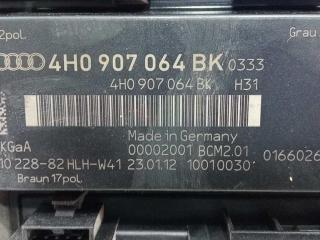 2pol.
Grau
4H0 907 064 BK 0333
4H0 907 064 BK H31
Made in Germany
KGaA 00002001 BCM2.01 0166026
10 228-82 HLH-W41 23.01.12 10010030
Braun 17pol.